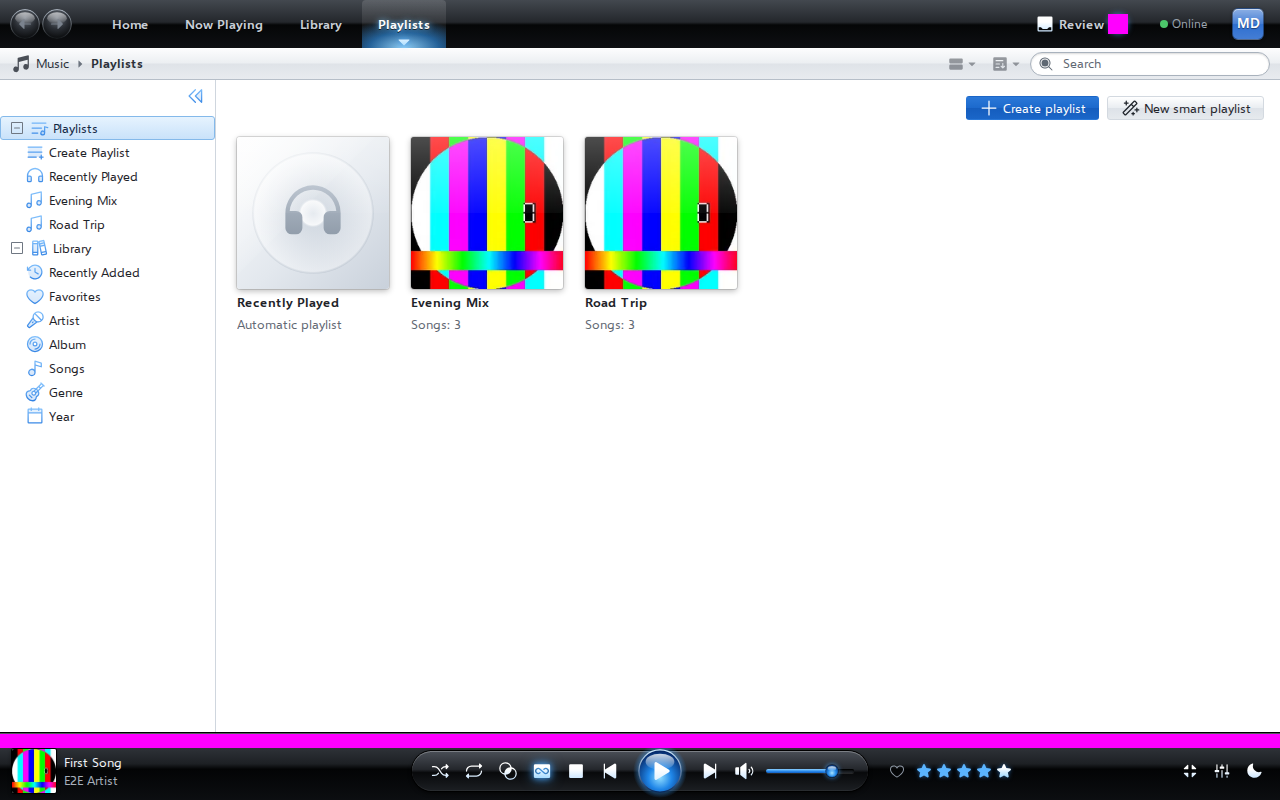 Home
Now Playing
Library
Playlists
Review
Online
MD
Music
Playlists
Search
Playlists
Create Playlist
Recently Played
Evening Mix
Road Trip
Library
Recently Added
Favorites
Artist
Album
Songs
Genre
Year
Create playlist
New smart playlist
Recently Played
Automatic playlist
Evening Mix
Songs: 3
Road Trip
Songs: 3
First Song
E2E Artist